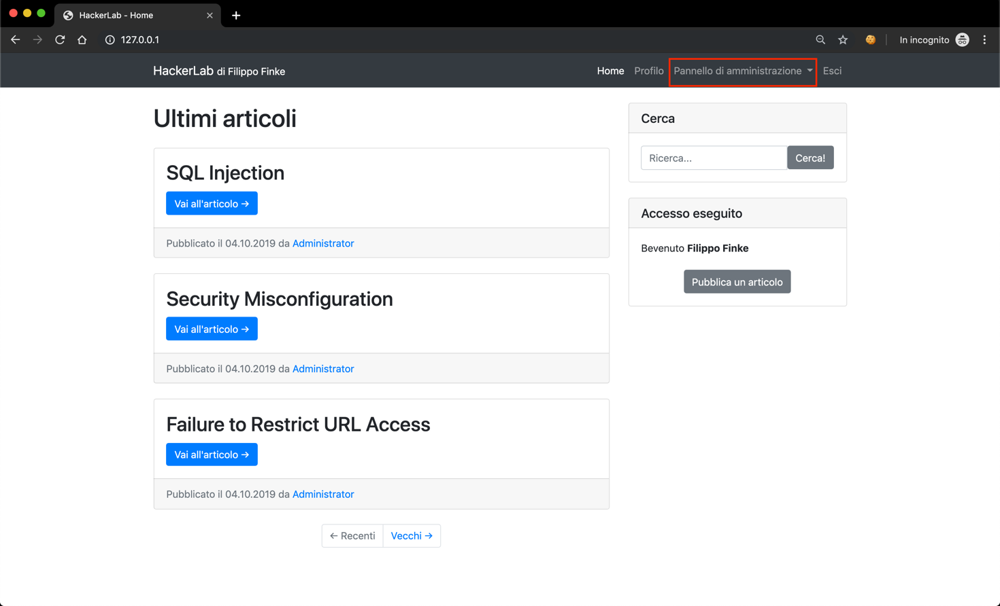 HackerLab - Home
127.0.0.1
In incognito
HackerLab di Filippo Finke
Home Profilo Pannello di amministrazione Esci
Ultimi articoli
SQL Injection
Vai all'articolo →
Pubblicato il 04.10.2019 da Administrator
Security Misconfiguration
Vai all'articolo →
Pubblicato il 04.10.2019 da Administrator
Failure to Restrict URL Access
Vai all'articolo →
Pubblicato il 04.10.2019 da Administrator
← Recenti Vecchi →
Cerca
Ricerca... Cerca!
Accesso eseguito
Bevenuto Filippo Finke
Pubblica un articolo